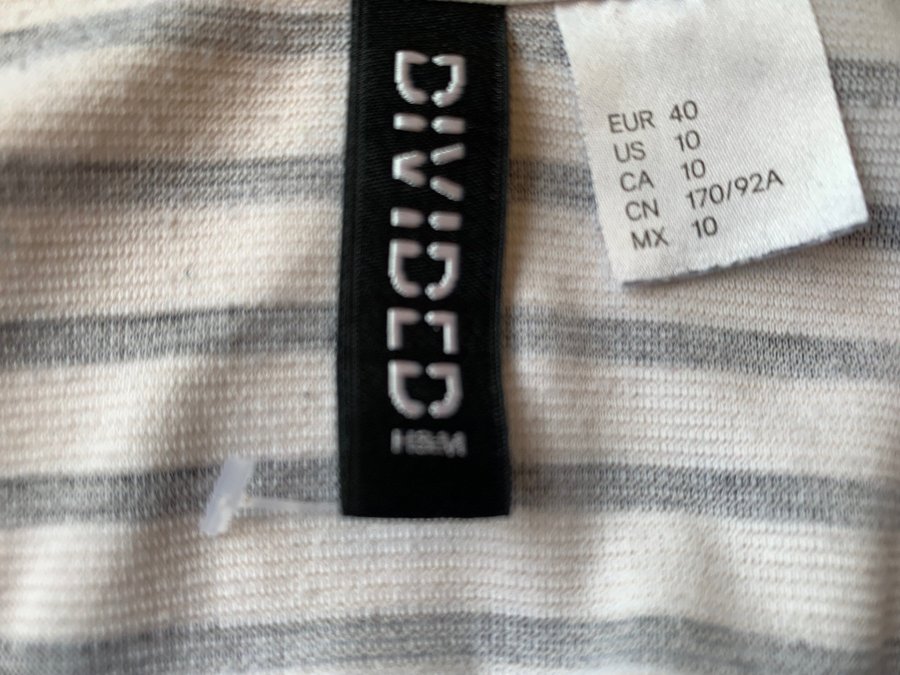 DIVIDED
H&M
EUR 40
US 10
CA 10
CN 170/92A
MX 10